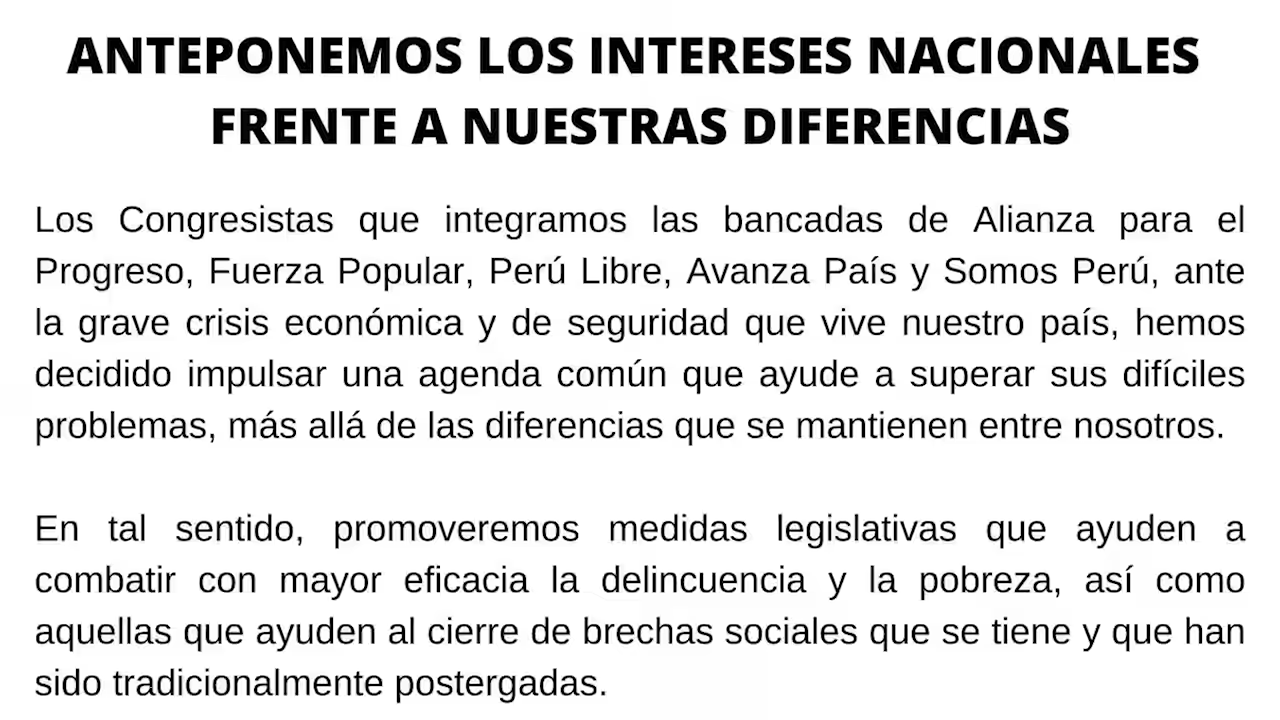 ANTEPONEMOS LOS INTERESES NACIONALES
FRENTE A NUESTRAS DIFERENCIAS
Los Congresistas que integramos las bancadas de Alianza para el
Progreso, Fuerza Popular, Perú Libre, Avanza País y Somos Perú, ante
la grave crisis económica y de seguridad que vive nuestro país, hemos
decidido impulsar una agenda común que ayude a superar sus difíciles
problemas, más allá de las diferencias que se mantienen entre nosotros.
En tal sentido, promoveremos medidas legislativas que ayuden a
combatir con mayor eficacia la delincuencia y la pobreza, así como
aquellas que ayuden al cierre de brechas sociales que se tiene y que han
sido tradicionalmente postergadas.